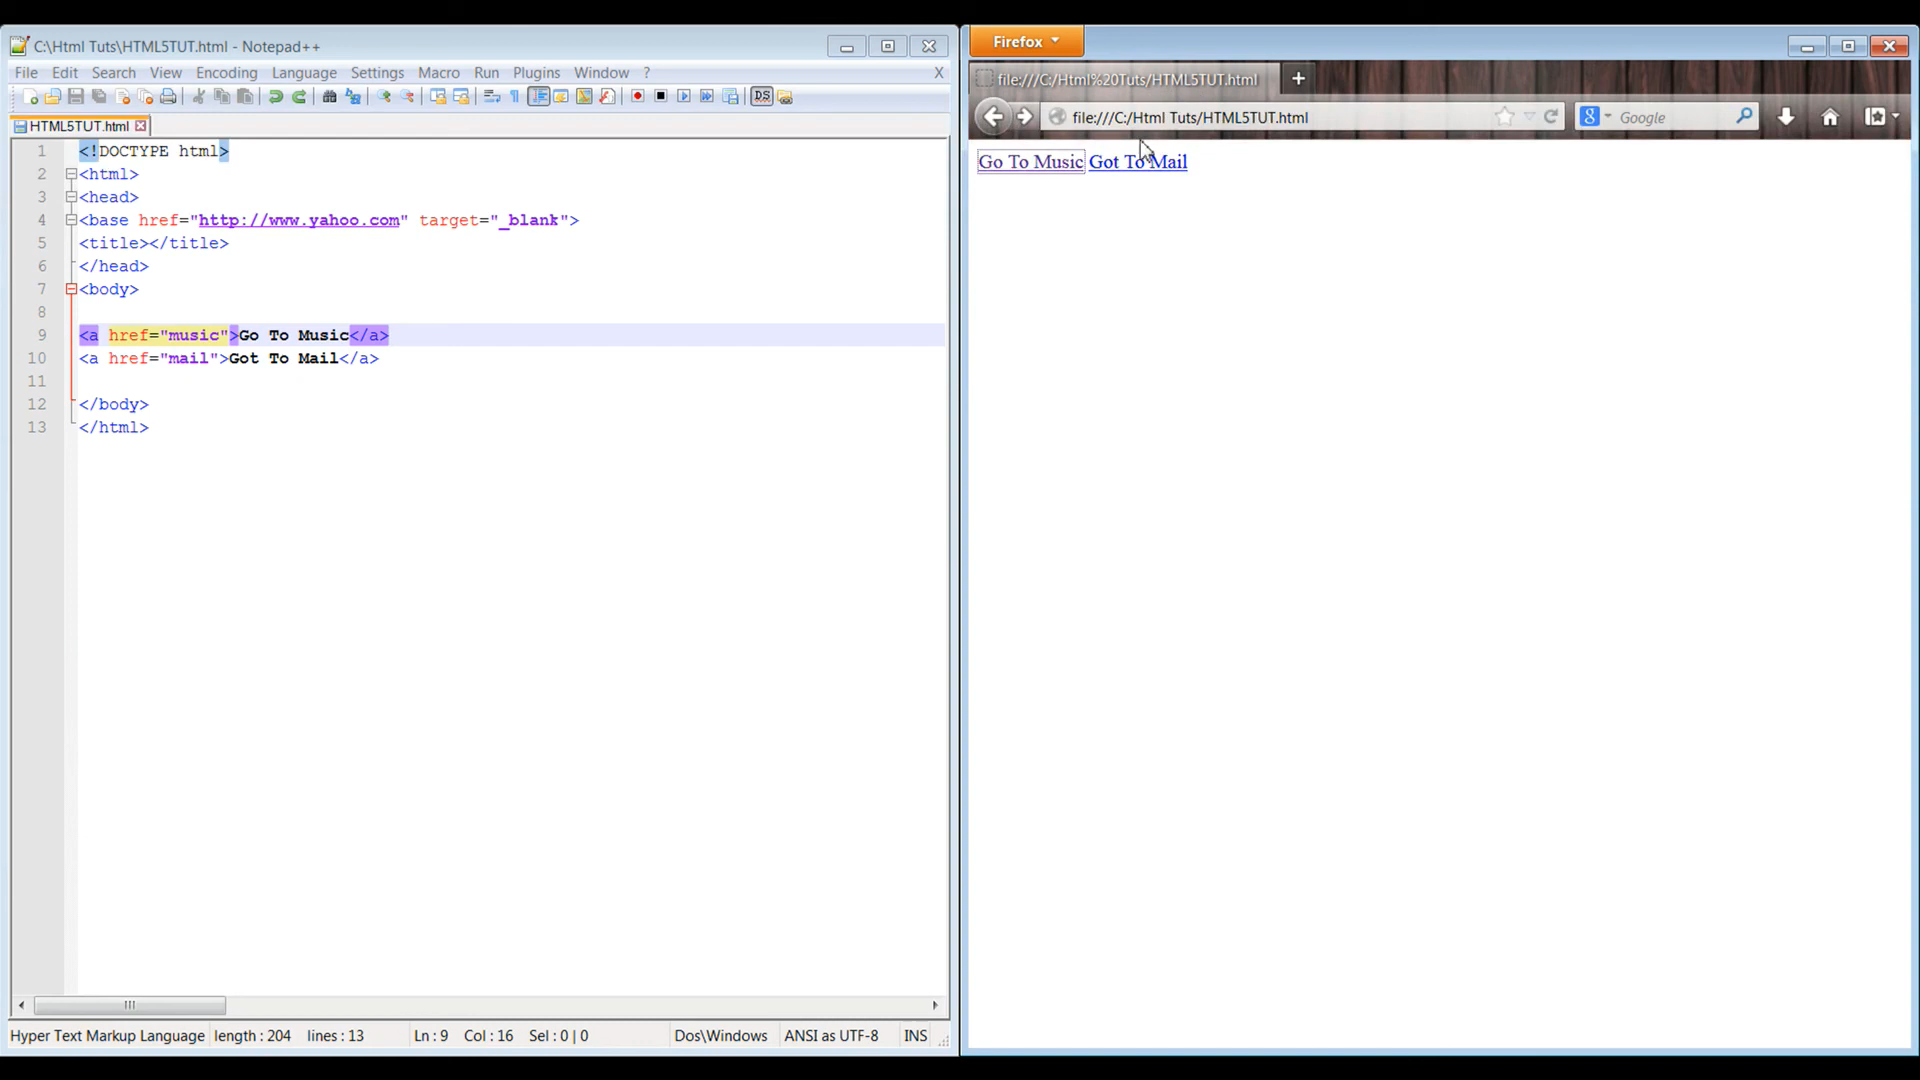 C:\Html Tuts\HTML5TUT.html - Notepad++
File Edit Search View Encoding Language Settings Macro Run Plugins Window ? X
HTML5TUT.html
1 <!DOCTYPE html>
2 <html>
3 <head>
4 <base href="http://www.yahoo.com" target="_blank">
5 <title></title>
6 </head>
7 <body>
8
9 <a href="music">Go To Music</a>
10 <a href="mail">Got To Mail</a>
11
12 </body>
13 </html>
Hyper Text Markup Language length : 204 lines : 13 Ln : 9 Col : 16 Sel : 0 | 0 Dos\Windows ANSI as UTF-8 INS
Firefox
file:///C:/Html%20Tuts/HTML5TUT.html +
file:///C:/Html Tuts/HTML5TUT.html Google
Go To Music Got To Mail